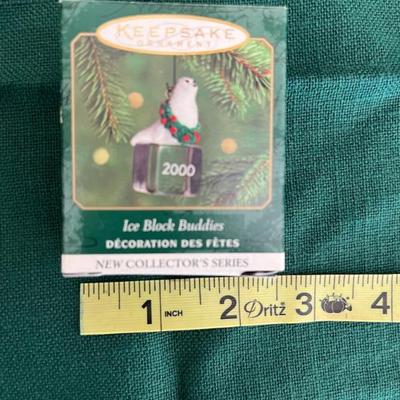 KEEPSAKE
ORNAMENT
2000
Ice Block Buddies
DÉCORATION DES FÊTES
NEW COLLECTOR'S SERIES
1 INCH 2 Dritz® 3 4